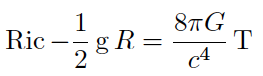 Ric − 1/2 g R = 8πG/c⁴ T